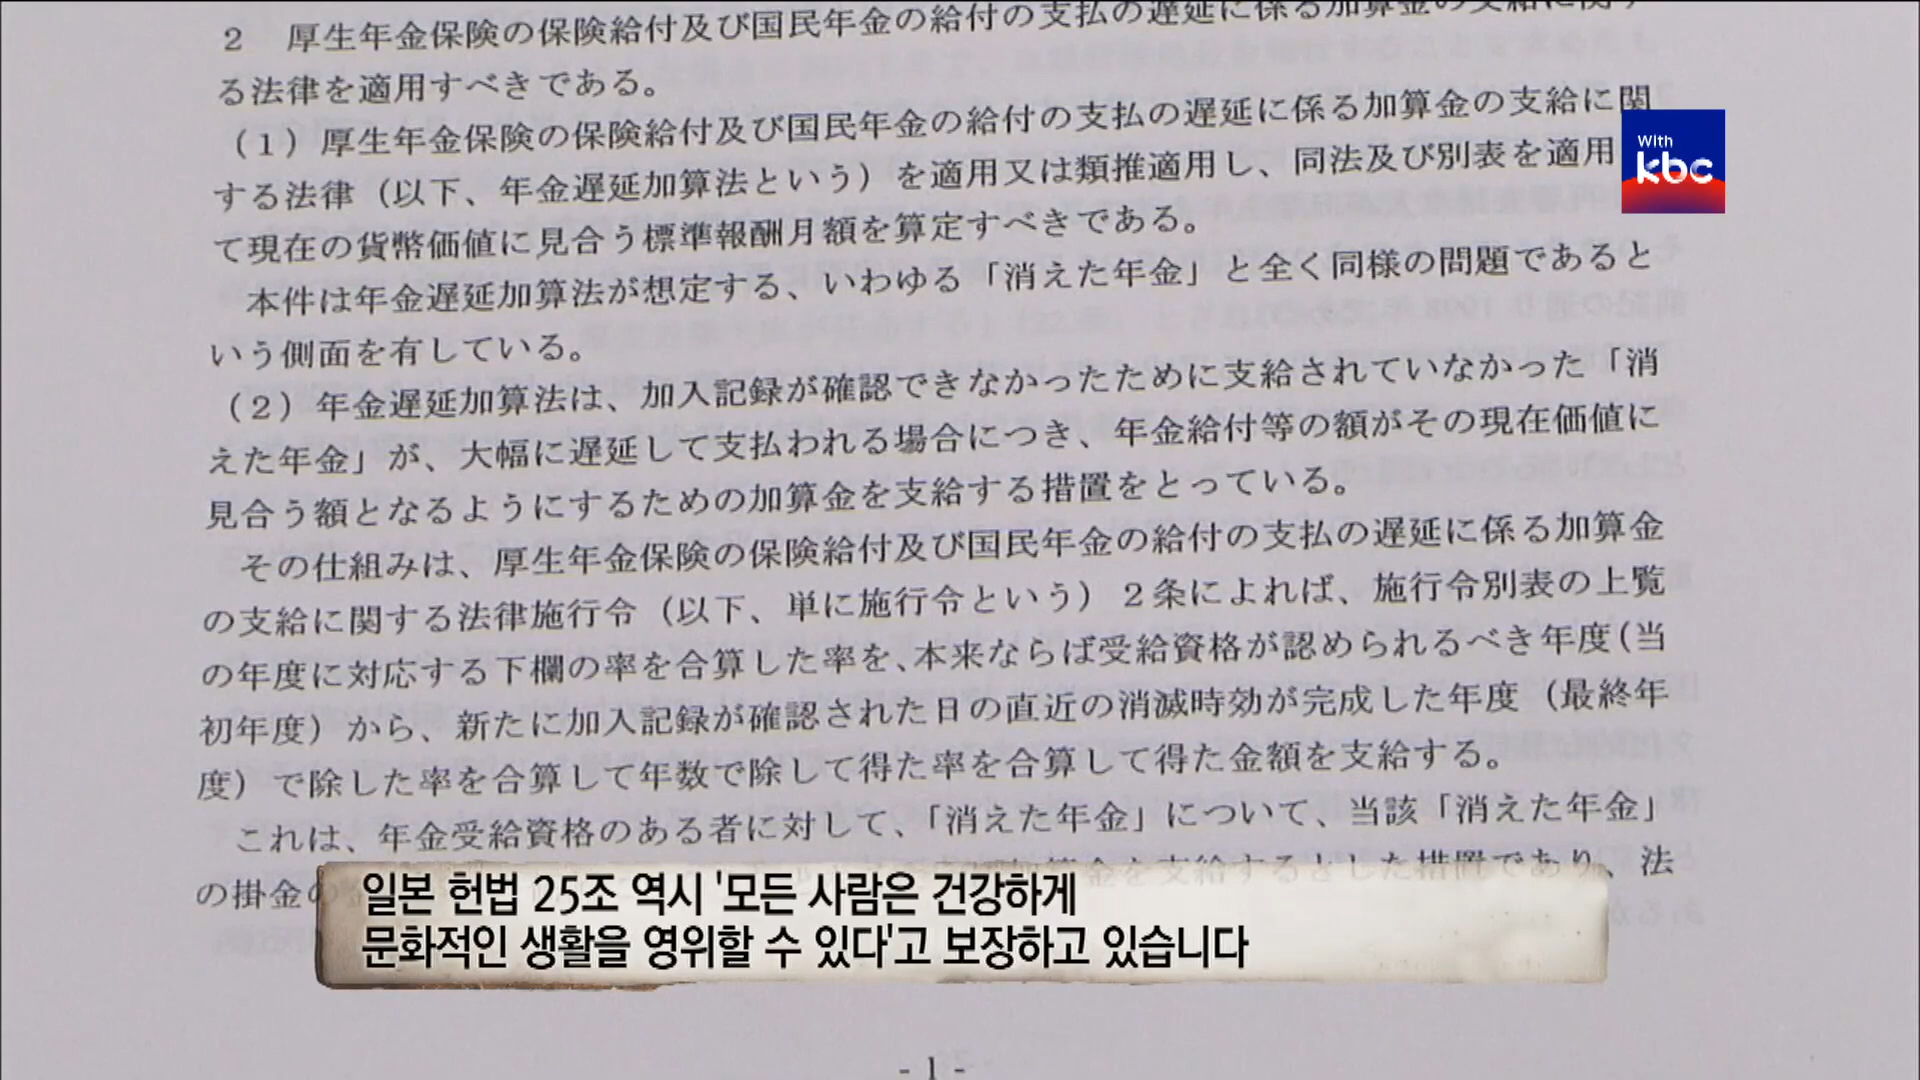 2 厚生年金保険の保険給付及び国民年金の給付の支払の遅延に係る加算金の支給に関す
る法律を適用すべきである。
(1)厚生年金保険の保険給付及び国民年金の給付の支払の遅延に係る加算金の支給に関
する法律(以下、年金遅延加算法という)を適用又は類推適用し、同法及び別表を適用
て現在の貨幣価値に見合う標準報酬月額を算定すべきである。
本件は年金遅延加算法が想定する、いわゆる「消えた年金」と全く同様の問題であると
いう側面を有している。
(2)年金遅延加算法は、加入記録が確認できなかったために支給されていなかった「消
えた年金」が、大幅に遅延して支払われる場合につき、年金給付等の額がその現在価値に
見合う額となるようにするための加算金を支給する措置をとっている。
その仕組みは、厚生年金保険の保険給付及び国民年金の給付の支払の遅延に係る加算金
の支給に関する法律施行令(以下、単に施行令という)2条によれば、施行令別表の上覧
の年度に対応する下欄の率を合算した率を、本来ならば受給資格が認められるべき年度(当
初年度)から、新たに加入記録が確認された日の直近の消滅時効が完成した年度(最終年
度)で除した率を合算して年数で除して得た率を合算して得た金額を支給する。
これは、年金受給資格のある者に対して、「消えた年金」について、当該「消えた年金」
の掛金の 算金を支給するとした措置であり、法
With
kbc
일본 헌법 25조 역시 '모든 사람은 건강하게
문화적인 생활을 영위할 수 있다'고 보장하고 있습니다
- 1 -